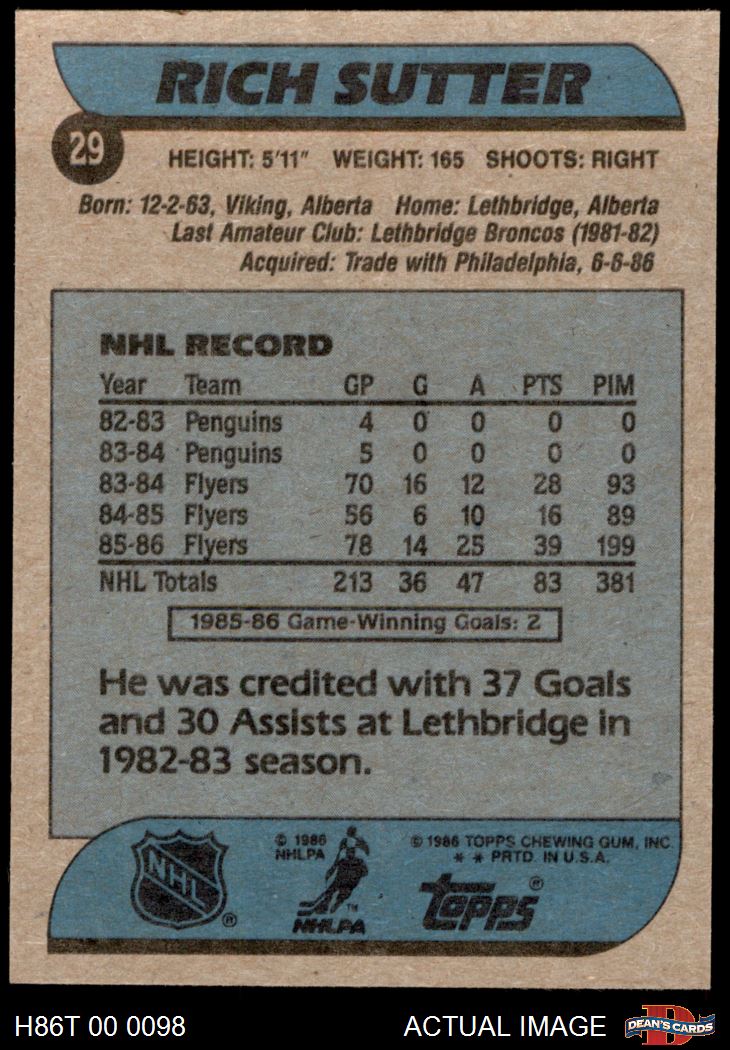 RICH SUTTER
29
HEIGHT: 5'11" WEIGHT: 165 SHOOTS: RIGHT
Born: 12-2-63, Viking, Alberta Home: Lethbridge, Alberta
Last Amateur Club: Lethbridge Broncos (1981-82)
Acquired: Trade with Philadelphia, 6-6-86
NHL RECORD
Year Team GP G A PTS PIM
82-83 Penguins 4 0 0 0 0
83-84 Penguins 5 0 0 0 0
83-84 Flyers 70 16 12 28 93
84-85 Flyers 56 6 10 16 89
85-86 Flyers 78 14 25 39 199
NHL Totals 213 36 47 83 381
1985-86 Game-Winning Goals: 2
He was credited with 37 Goals
and 30 Assists at Lethbridge in
1982-83 season.
NHL ®
© 1986
NHLPA
™
NHLPA
© 1986 TOPPS CHEWING GUM, INC.
* * PRTD. IN U.S.A.
topps ®
H86T 00 0098 ACTUAL IMAGE
D
DEAN'S CARDS